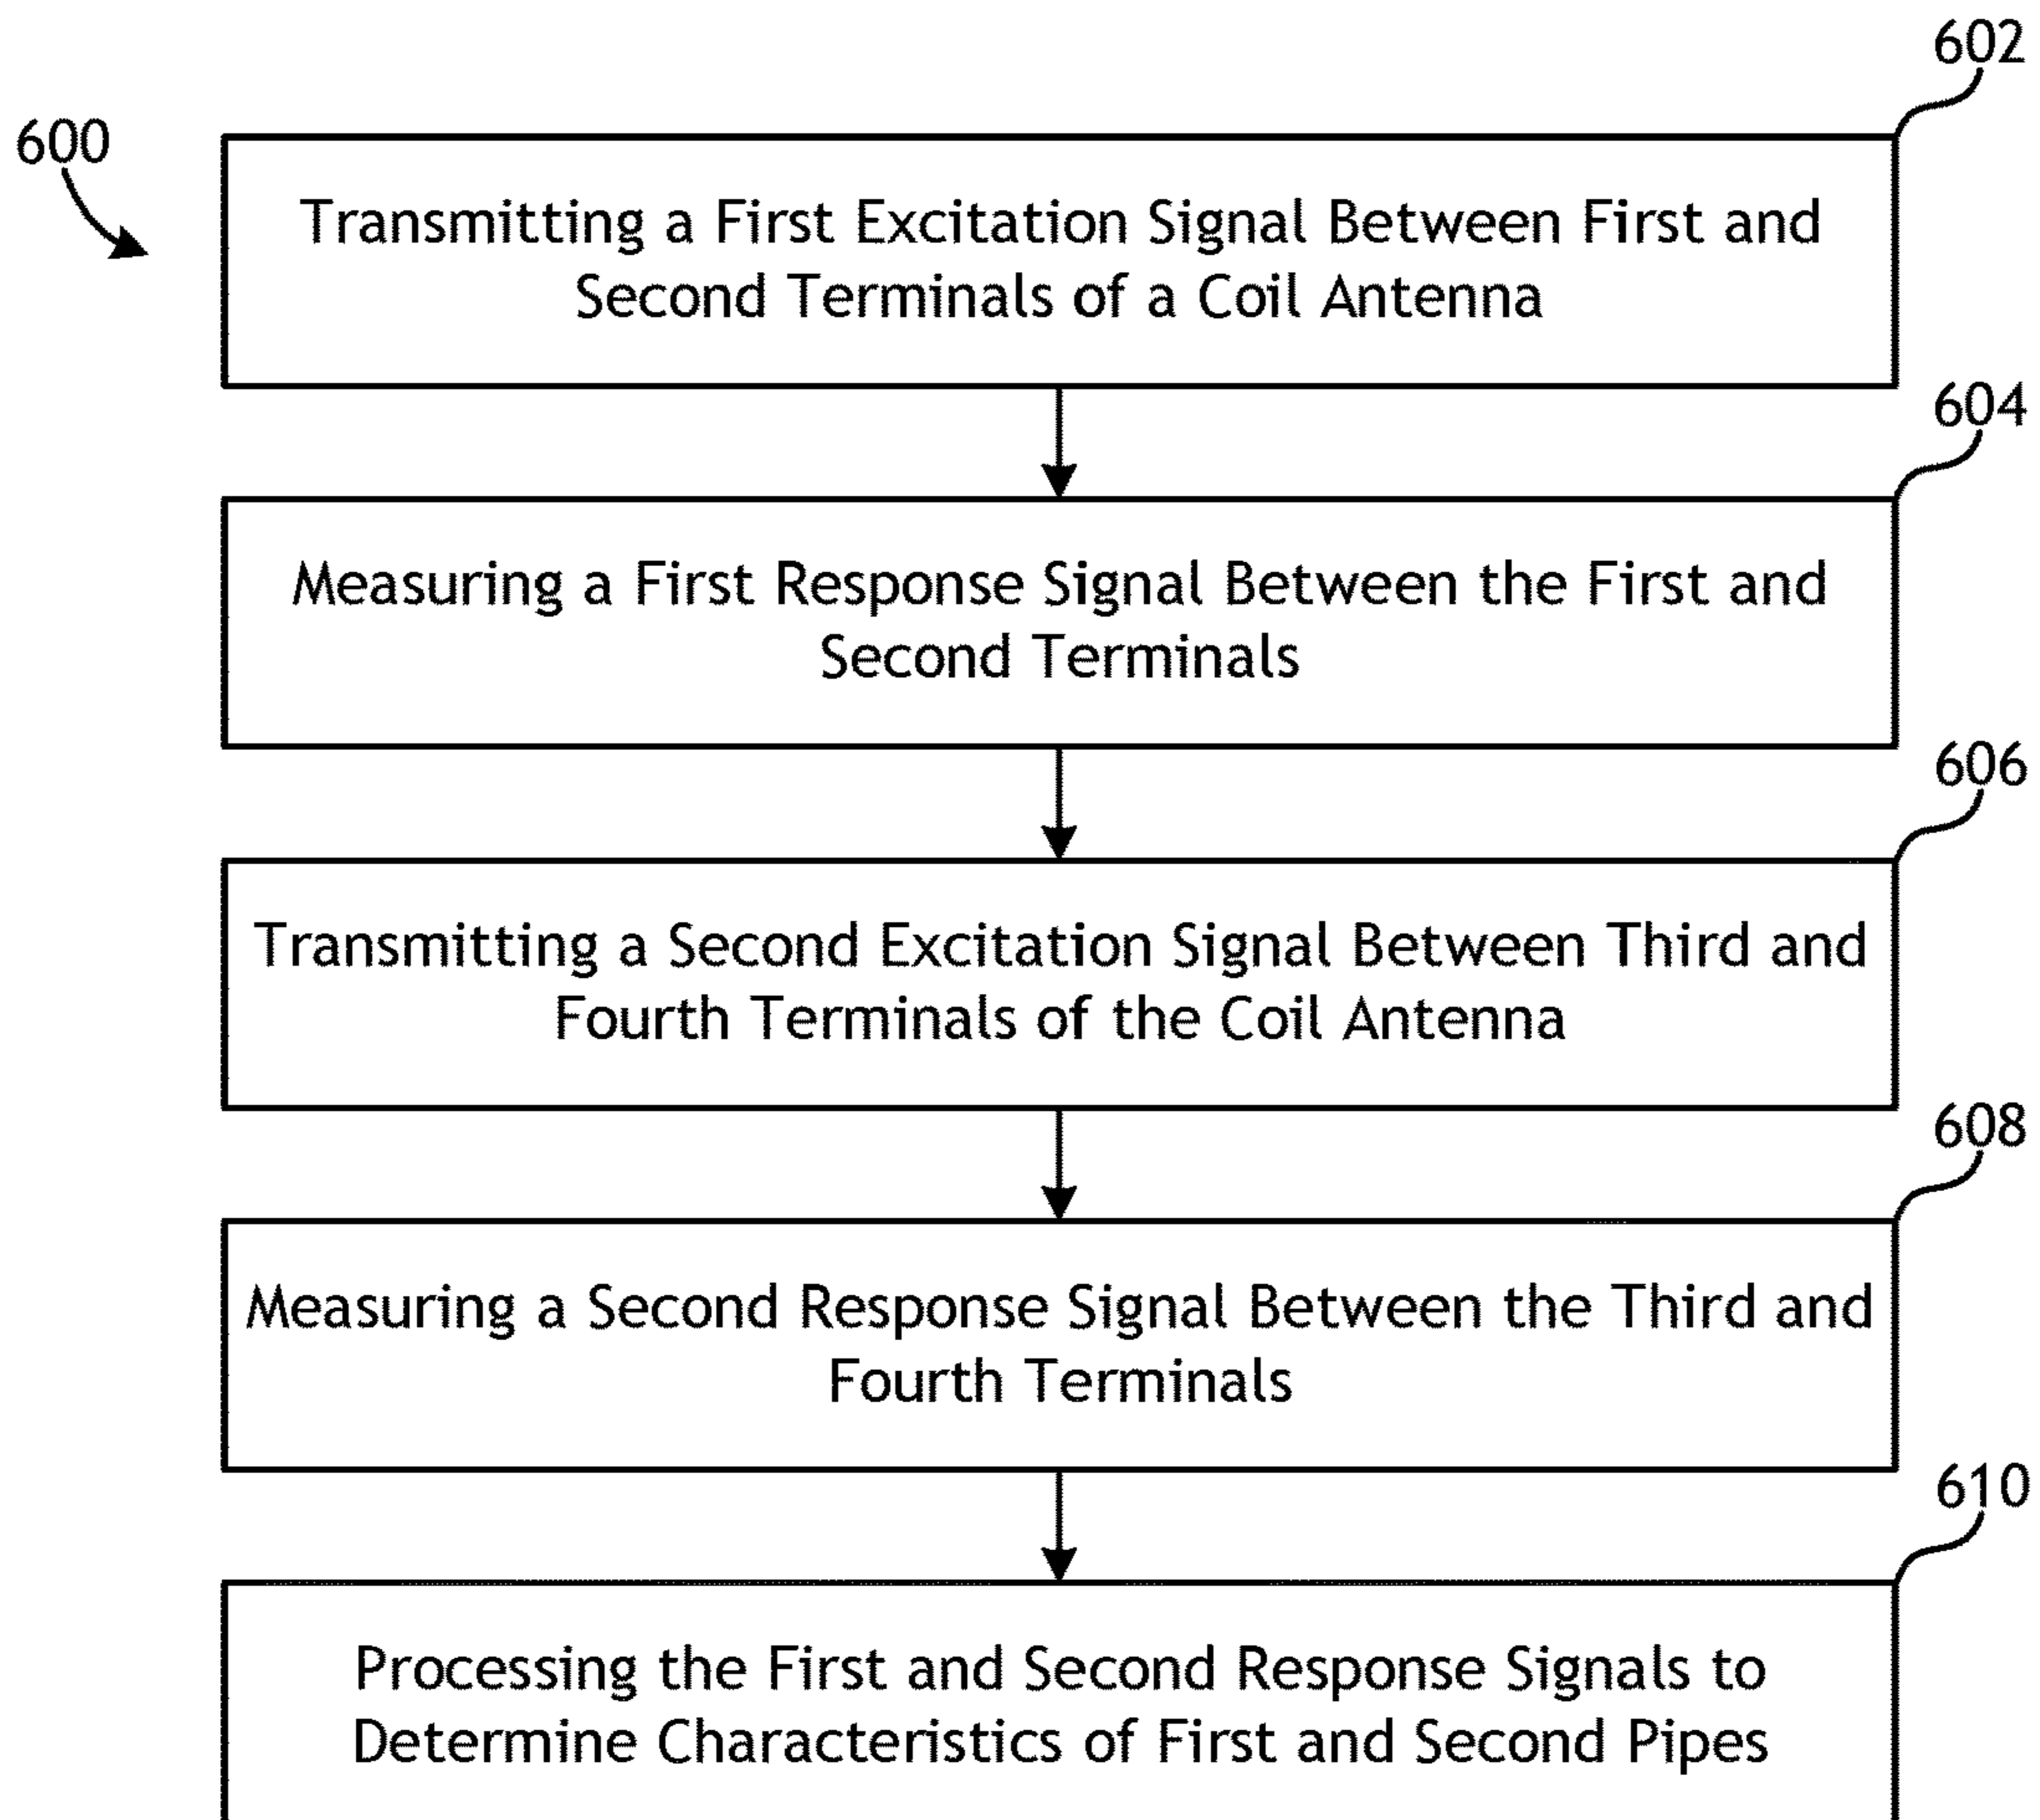 602
600
Transmitting a First Excitation Signal Between First and
Second Terminals of a Coil Antenna
604
Measuring a First Response Signal Between the First and
Second Terminals
606
Transmitting a Second Excitation Signal Between Third and
Fourth Terminals of the Coil Antenna
608
Measuring a Second Response Signal Between the Third and
Fourth Terminals
610
Processing the First and Second Response Signals to
Determine Characteristics of First and Second Pipes